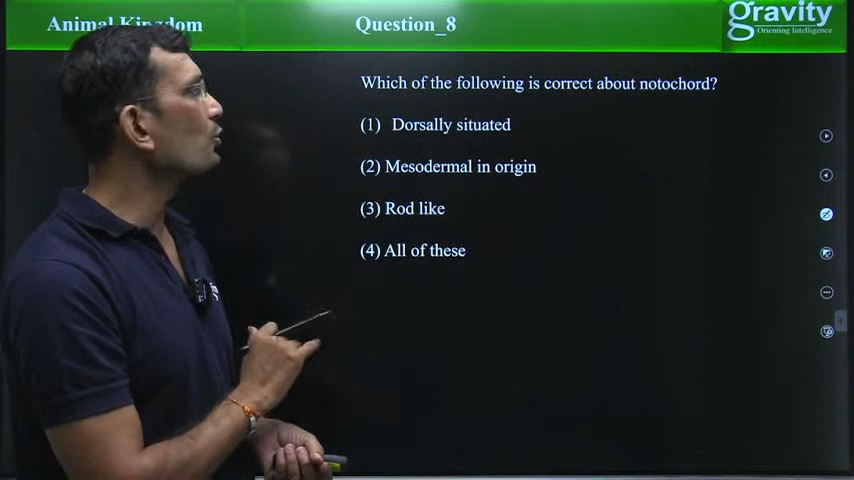 Animal Kingdom
Question_8
gravity
Orienting Intelligence
Which of the following is correct about notochord?
(1) Dorsally situated
(2) Mesodermal in origin
(3) Rod like
(4) All of these